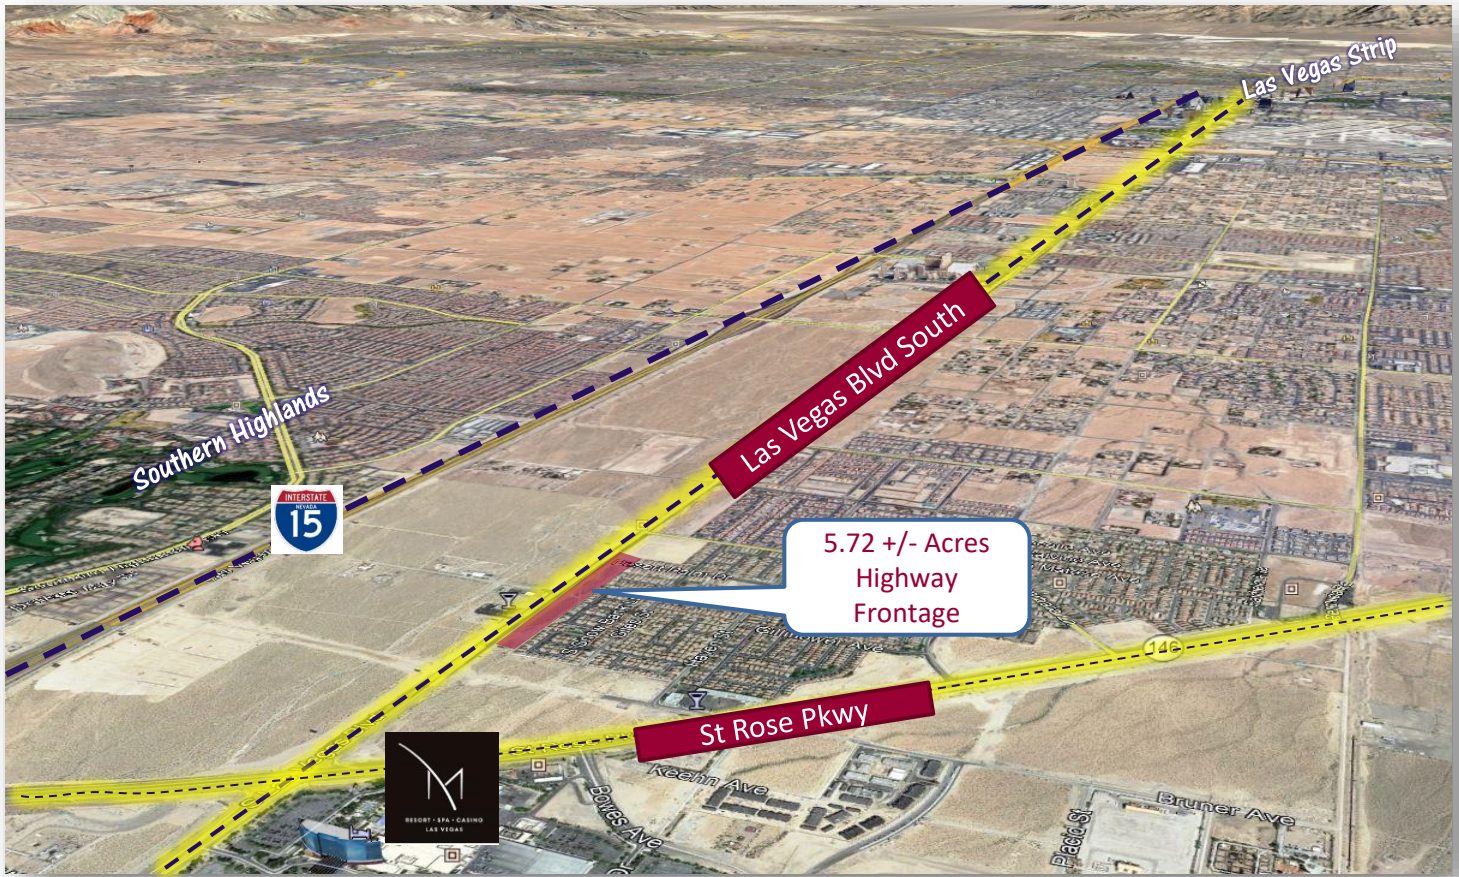 Las Vegas Strip
Las Vegas Blvd South
Southern Highlands
INTERSTATE
NEVADA
15
5.72 +/- Acres
Highway
Frontage
146
St Rose Pkwy
Keehn Ave
Bowes Ave
Bruner Ave
Placid St
M
RESORT • SPA • CASINO
LAS VEGAS